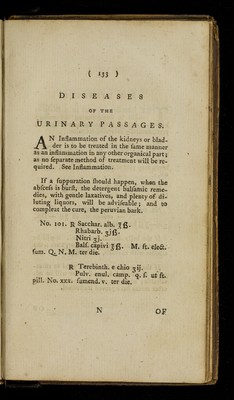 ( 133 )
DISEASES
OF THE
URINARY PASSAGES.
AN Inflammation of the kidneys or blad-
der is to be treated in the same manner
as an inflammation in any other organical part;
as no separate method of treatment will be re-
quired. See Inflammation.
If a suppuration should happen, when the
abscess is burst, the detergent balsamic reme-
dies, with gentle laxatives, and plenty of di-
luting liquors, will be adviseable; and to
compleat the cure, the peruvian bark.
No. 101. ℞ Sacchar. alb. ℥ß.
Rhubarb. ʒjß.
Nitri ʒj.
Balf. capivi ℥ß. M. ft. elect.
sum. Q. N. M. ter die.
℞ Terebinth. e chio ʒij.
Pulv. enul. camp. q. s. ut ft.
pill. No. xxx. sumend. v. ter die.
N
OF